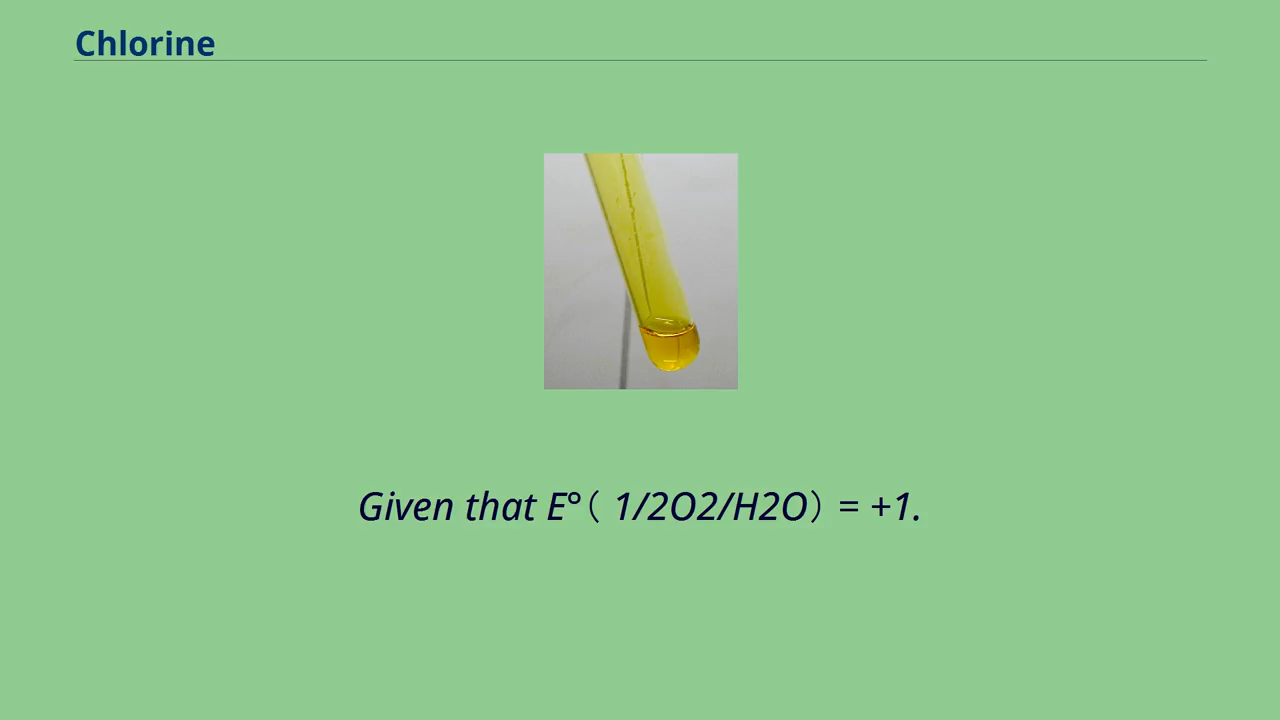 Chlorine
Given that E°( 1/2O2/H2O) = +1.